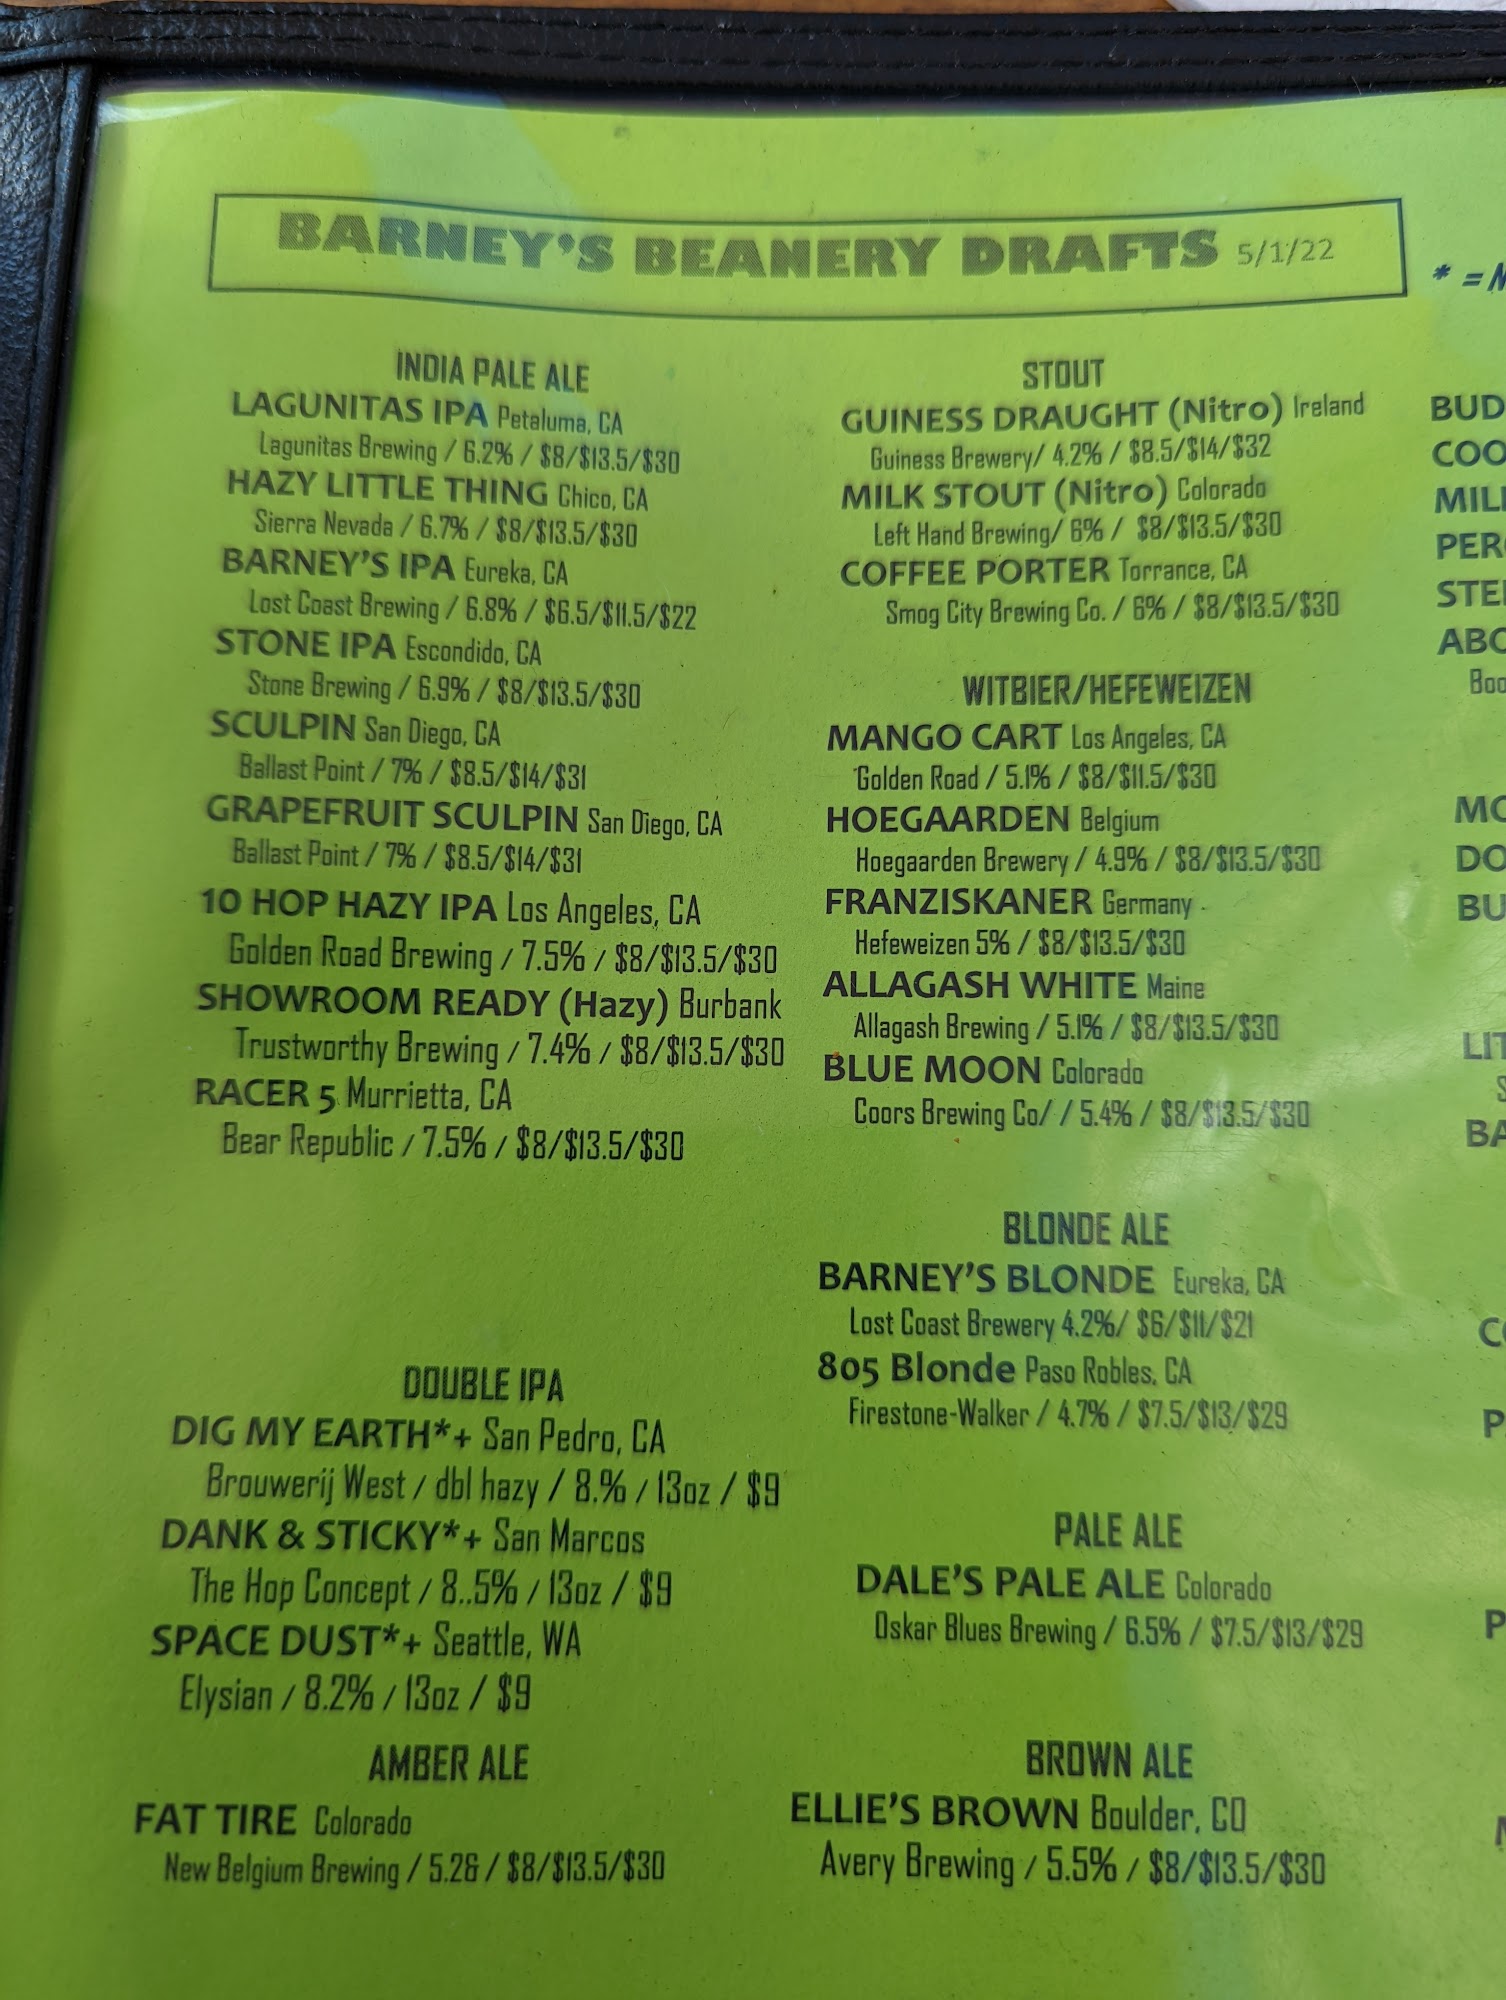 BARNEY'S BEANERY DRAFTS 5/1/22
INDIA PALE ALE
LAGUNITAS IPA Petaluma, CA
Lagunitas Brewing / 6.2% / $8/$13.5/$30
HAZY LITTLE THING Chico, CA
Sierra Nevada / 6.7% / $8/$13.5/$30
BARNEY'S IPA Eureka, CA
Lost Coast Brewing / 6.8% / $6.5/$11.5/$22
STONE IPA Escondido, CA
Stone Brewing / 6.9% / $8/$13.5/$30
SCULPIN San Diego, CA
Ballast Point / 7% / $8.5/$14/$31
GRAPEFRUIT SCULPIN San Diego, CA
Ballast Point / 7% / $8.5/$14/$31
10 HOP HAZY IPA Los Angeles, CA
Golden Road Brewing / 7.5% / $8/$13.5/$30
SHOWROOM READY (Hazy) Burbank
Trustworthy Brewing / 7.4% / $8/$13.5/$30
RACER 5 Murrietta, CA
Bear Republic / 7.5% / $8/$13.5/$30
DOUBLE IPA
DIG MY EARTH*+ San Pedro, CA
Brouwerij West / dbl hazy / 8.% / 13oz / $9
DANK & STICKY*+ San Marcos
The Hop Concept / 8..5% / 13oz / $9
SPACE DUST*+ Seattle, WA
Elysian / 8.2% / 13oz / $9
AMBER ALE
FAT TIRE Colorado
New Belgium Brewing / 5.26 / $8/$13.5/$30
STOUT
GUINESS DRAUGHT (Nitro) Ireland
Guiness Brewery/ 4.2% / $8.5/$14/$32
MILK STOUT (Nitro) Colorado
Left Hand Brewing/ 6% / $8/$13.5/$30
COFFEE PORTER Torrance, CA
Smog City Brewing Co. / 6% / $8/$13.5/$30
WITBIER/HEFEWEIZEN
MANGO CART Los Angeles, CA
Golden Road / 5.1% / $8/$11.5/$30
HOEGAARDEN Belgium
Hoegaarden Brewery / 4.9% / $8/$13.5/$30
FRANZISKANER Germany
Hefeweizen 5% / $8/$13.5/$30
ALLAGASH WHITE Maine
Allagash Brewing / 5.1% / $8/$13.5/$30
BLUE MOON Colorado
Coors Brewing Co/ / 5.4% / $8/$13.5/$30
BLONDE ALE
BARNEY'S BLONDE Eureka, CA
Lost Coast Brewery 4.2%/ $6/$11/$21
805 Blonde Paso Robles, CA
Firestone-Walker / 4.7% / $7.5/$13/$29
PALE ALE
DALE'S PALE ALE Colorado
Oskar Blues Brewing / 6.5% / $7.5/$13/$29
BROWN ALE
ELLIE'S BROWN Boulder, CO
Avery Brewing / 5.5% / $8/$13.5/$30
* =
BUD
COO